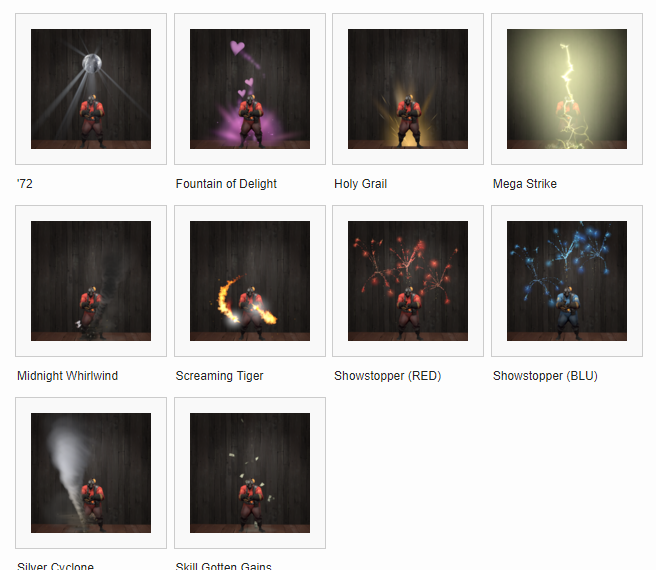 '72
Fountain of Delight
Holy Grail
Mega Strike
Midnight Whirlwind
Screaming Tiger
Showstopper (RED)
Showstopper (BLU)
Silver Cyclone
Skill Gotten Gains